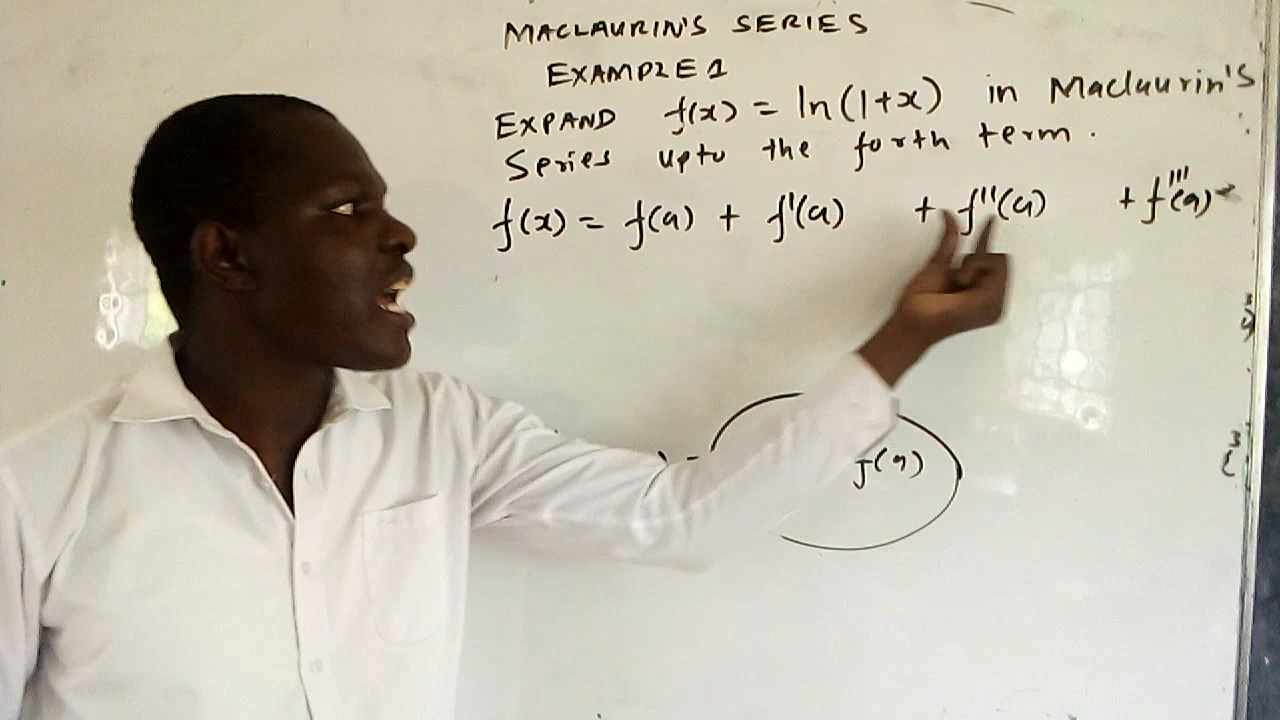 MACLAURIN'S SERIES
EXAMPLE 1
EXPAND f(x) = ln(1+x) in Maclaurin's
Series upto the forth term.
f(x) = f(a) + f'(a) + f''(a) + f'''(a)
f(a)